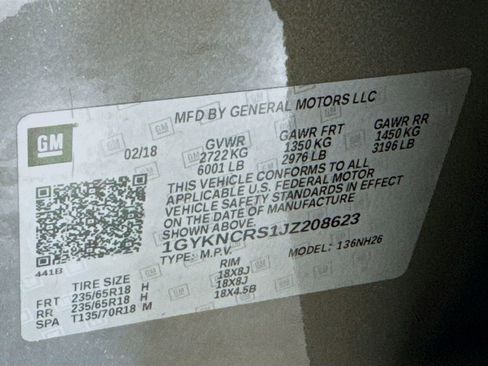 GM
MFD BY GENERAL MOTORS LLC
02/18 GVWR GAWR FRT GAWR RR
2722 KG 1350 KG 1450 KG
6001 LB 2976 LB 3196 LB
THIS VEHICLE CONFORMS TO ALL
APPLICABLE U.S. FEDERAL MOTOR
VEHICLE SAFETY STANDARDS IN EFFECT
ON THE DATE OF MANUFACTURE
SHOWN ABOVE.
1GYKNCRS1JZ208623
TYPE: M.P.V MODEL: 136NH26
441B
TIRE SIZE RIM
FRT 235/65R18 H 18X8J
RR 235/65R18 H 18X8J
SPA T135/70R18 M 18X4.5B